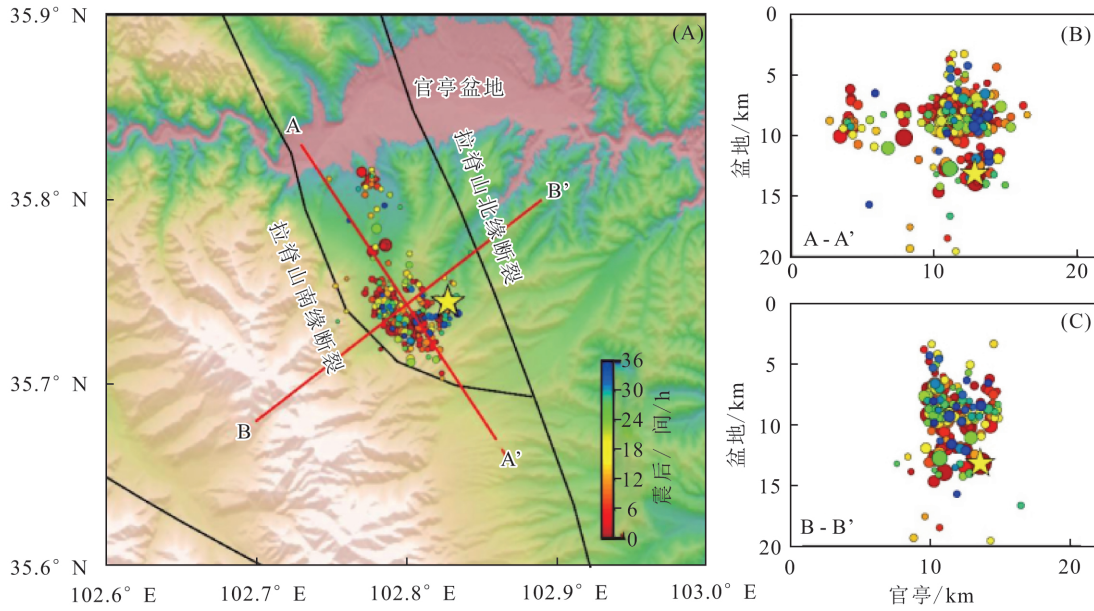 35.9° N
35.8° N
35.7° N
35.6° N
102.6° E
102.7° E
102.8° E
102.9° E
103.0° E
(A)
官亭盆地
拉脊山北缘断裂
拉脊山南缘断裂
A
B'
B
A'
36
30
24
18
12
6
0
震后/ 间/h
(B)
0
5
10
15
20
盆地/km
A - A'
0
10
20
(C)
0
5
10
15
20
盆地/km
B - B'
0
10
20
官亭/km